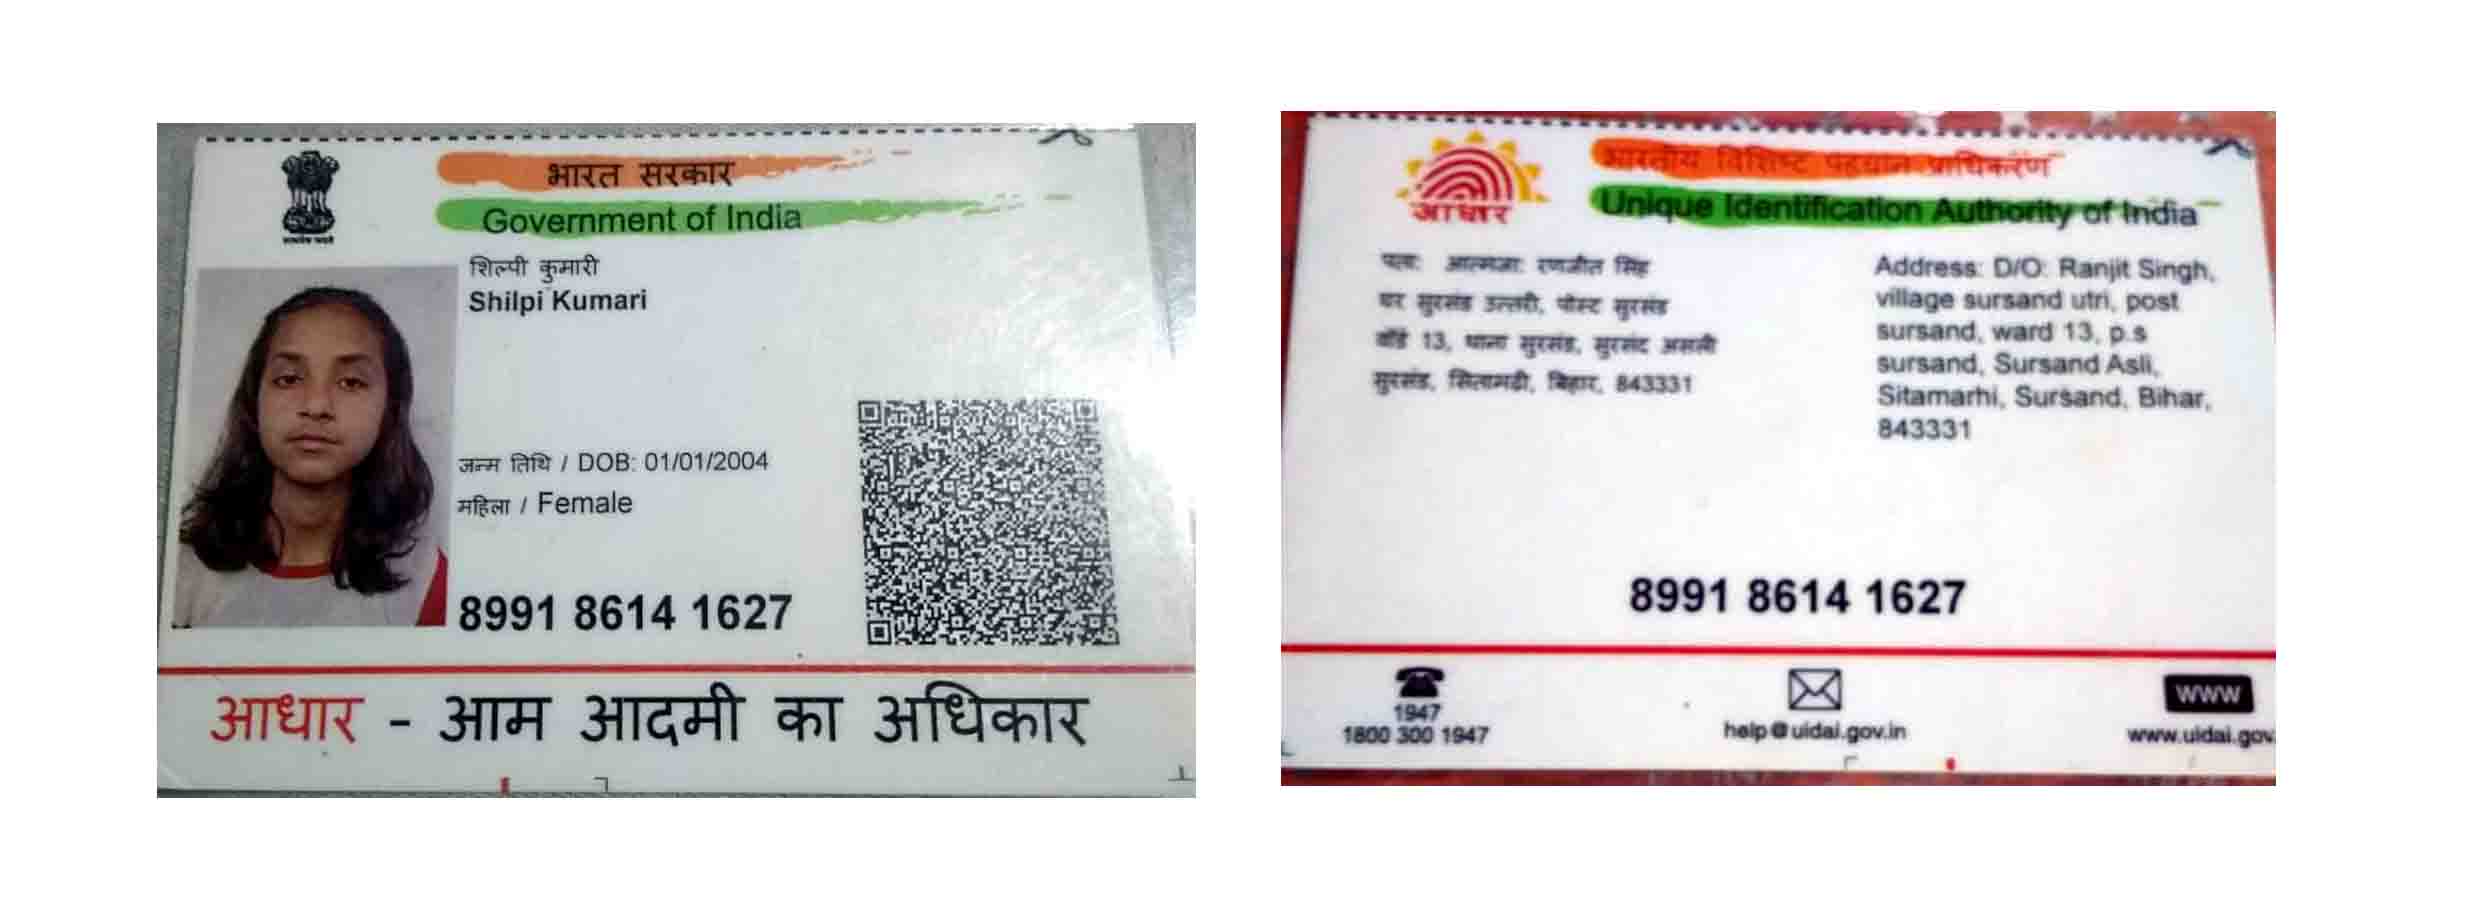 भारत सरकार
Government of India
शिल्पी कुमारी
Shilpi Kumari
जन्म तिथि / DOB: 01/01/2004
महिला / Female
8991 8614 1627
आधार - आम आदमी का अधिकार
भारतीय विशिष्ट पहचान प्राधिकरण
Unique Identification Authority of India
आधार
पता: आत्मजा: रणजीत सिंह
घर सुरसंड उत्तरी, पोस्ट सुरसंड
वॉर्ड 13, थाना सुरसंड, सुरसंद असली
सुरसंड, सितामढी, बिहार, 843331
Address: D/O: Ranjit Singh,
village sursand utri, post
sursand, ward 13, p.s
sursand, Sursand Asli,
Sitamarhi, Sursand, Bihar,
843331
8991 8614 1627
1947
1800 300 1947
help@uidai.gov.in
www
www.uidai.gov.